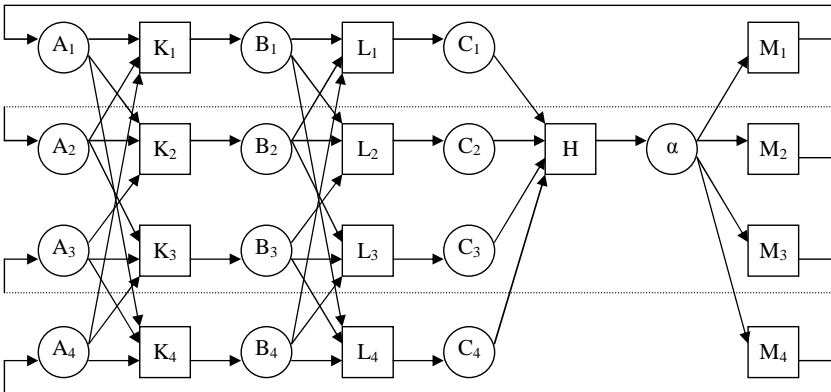 A₁ K₁ B₁ L₁ C₁ M₁
A₂ K₂ B₂ L₂ C₂ H α M₂
A₃ K₃ B₃ L₃ C₃ M₃
A₄ K₄ B₄ L₄ C₄ M₄